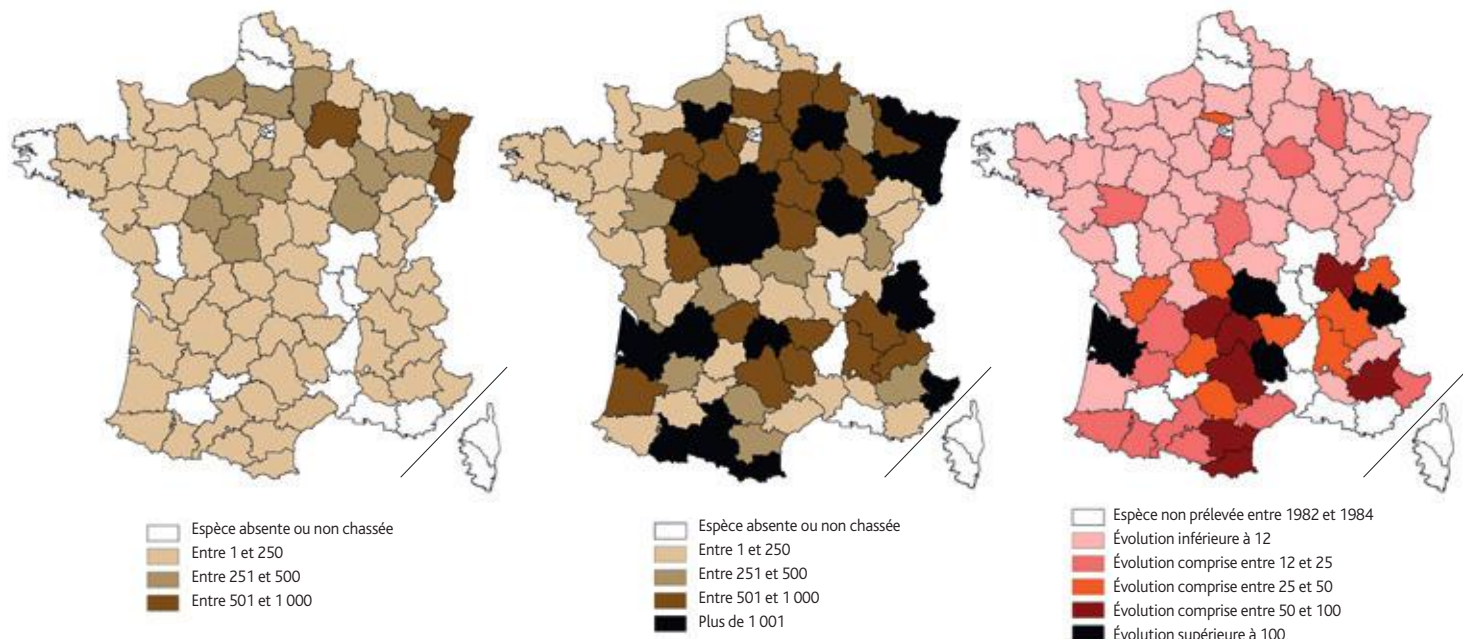 Espèce absente ou non chassée
Entre 1 et 250
Entre 251 et 500
Entre 501 et 1 000
Espèce absente ou non chassée
Entre 1 et 250
Entre 251 et 500
Entre 501 et 1 000
Plus de 1 001
Espèce non prélevée entre 1982 et 1984
Évolution inférieure à 12
Évolution comprise entre 12 et 25
Évolution comprise entre 25 et 50
Évolution comprise entre 50 et 100
Évolution supérieure à 100